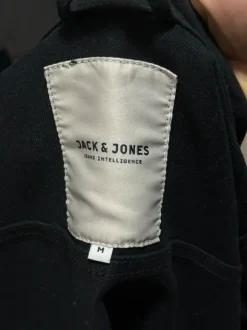 JACK & JONES
JEANS INTELLIGENCE
M